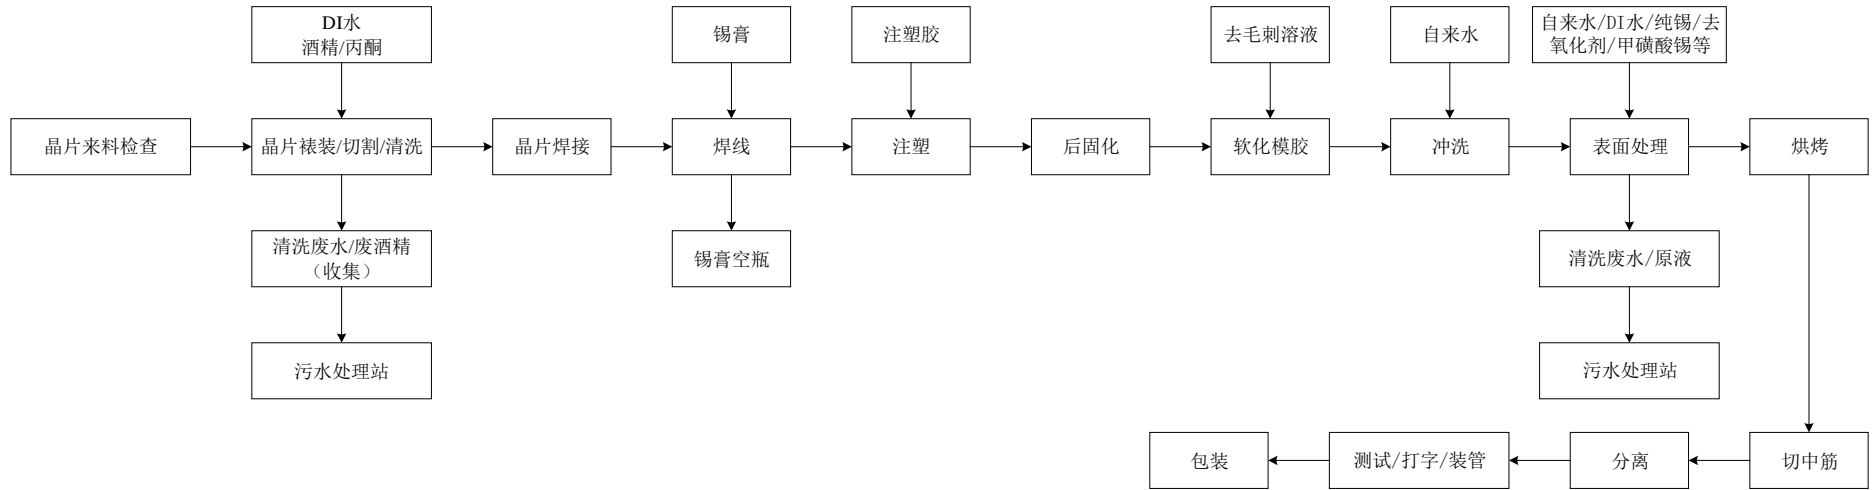 DI水
酒精/丙酮
锡膏
注塑胶
去毛刺溶液
自来水
自来水/DI水/纯锡/去
氧化剂/甲磺酸锡等
晶片来料检查
晶片裱装/切割/清洗
晶片焊接
焊线
注塑
后固化
软化模胶
冲洗
表面处理
烘烤
清洗废水/废酒精
（收集）
锡膏空瓶
清洗废水/原液
污水处理站
污水处理站
包装
测试/打字/装管
分离
切中筋